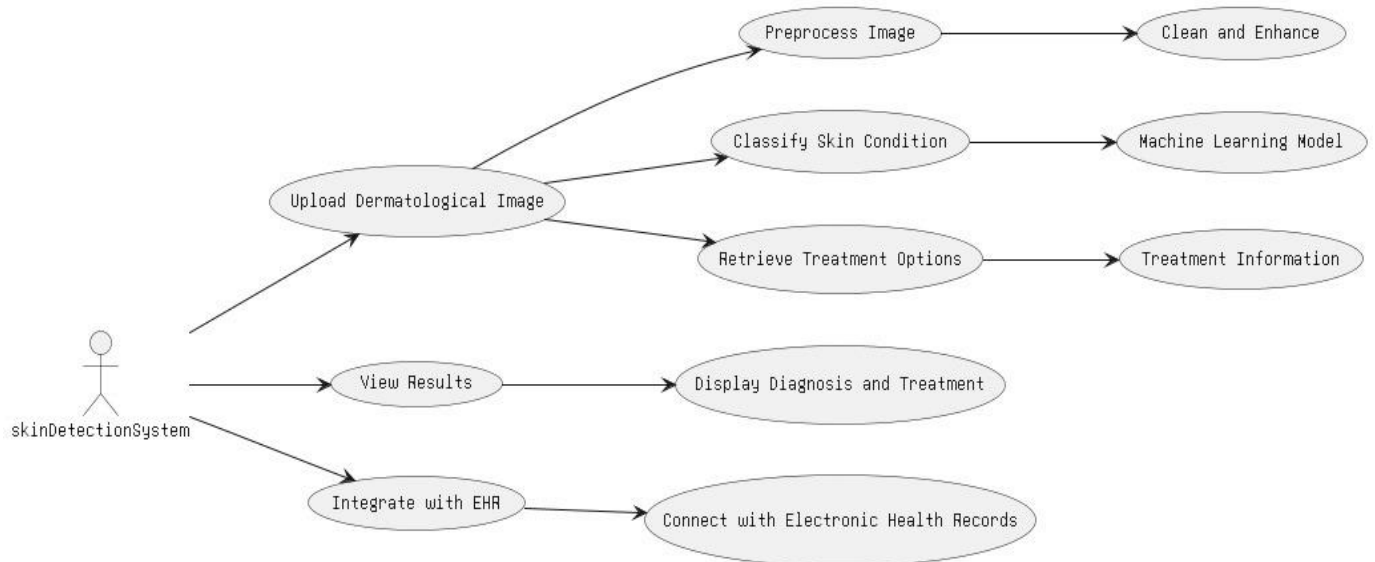 Preprocess Image
Clean and Enhance
Classify Skin Condition
Machine Learning Model
Upload Dermatological Image
Retrieve Treatment Options
Treatment Information
View Results
Display Diagnosis and Treatment
skinDetectionSystem
Integrate with EHR
Connect with Electronic Health Records